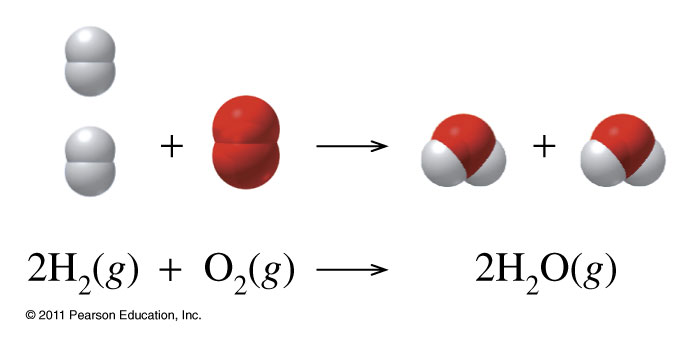 + → +
2H₂(g) + O₂(g) → 2H₂O(g)
© 2011 Pearson Education, Inc.